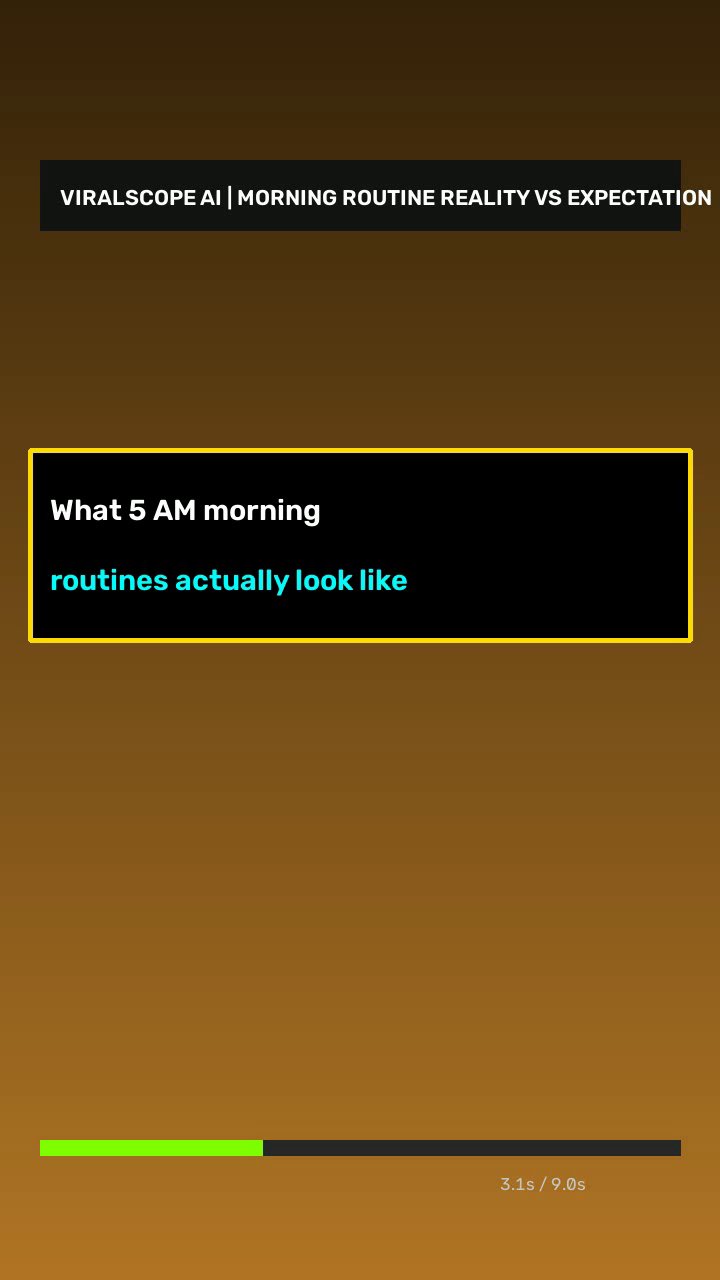 VIRALSCOPE AI | MORNING ROUTINE REALITY VS EXPECTATION
What 5 AM morning
routines actually look like
3.1s / 9.0s